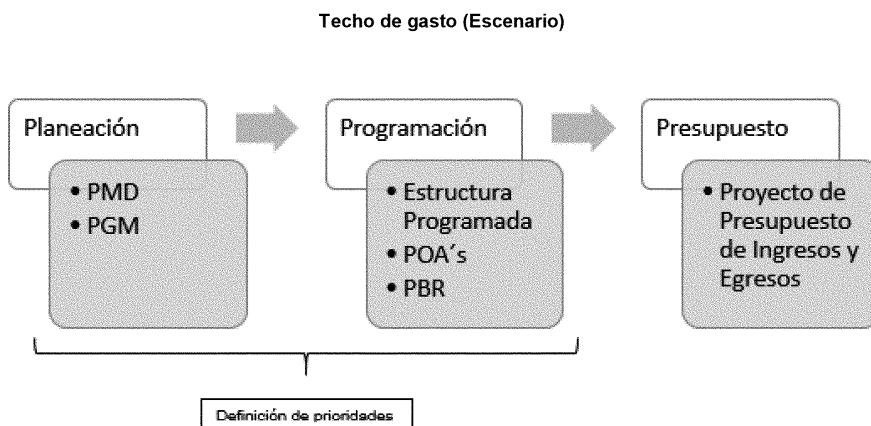 Techo de gasto (Escenario)
Planeación
• PMD
• PGM
Programación
• Estructura
Programada
• POA´s
• PBR
Presupuesto
• Proyecto de
Presupuesto
de Ingresos y
Egresos
Definición de prioridades